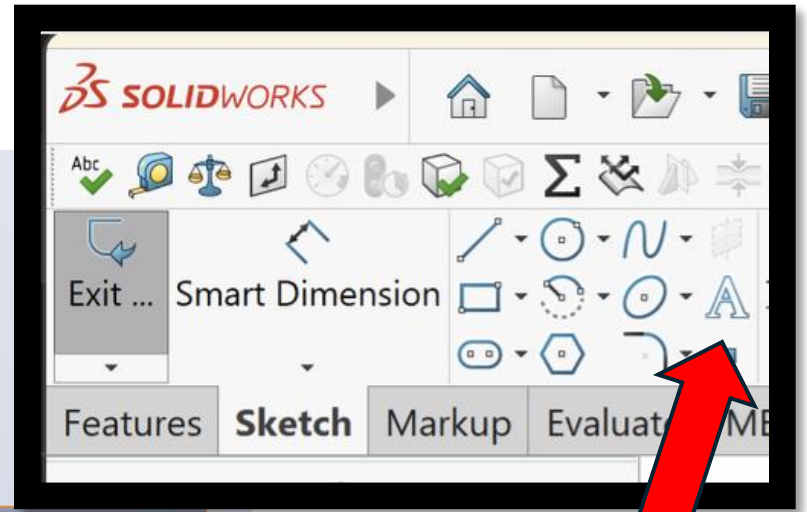 SOLIDWORKS
Abc
Exit ... Smart Dimension
A
Features Sketch Markup Evaluate